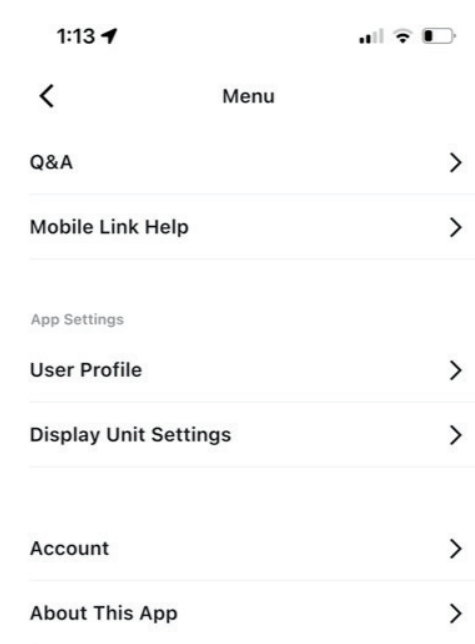 1:13
Menu
Q&A
Mobile Link Help
App Settings
User Profile
Display Unit Settings
Account
About This App